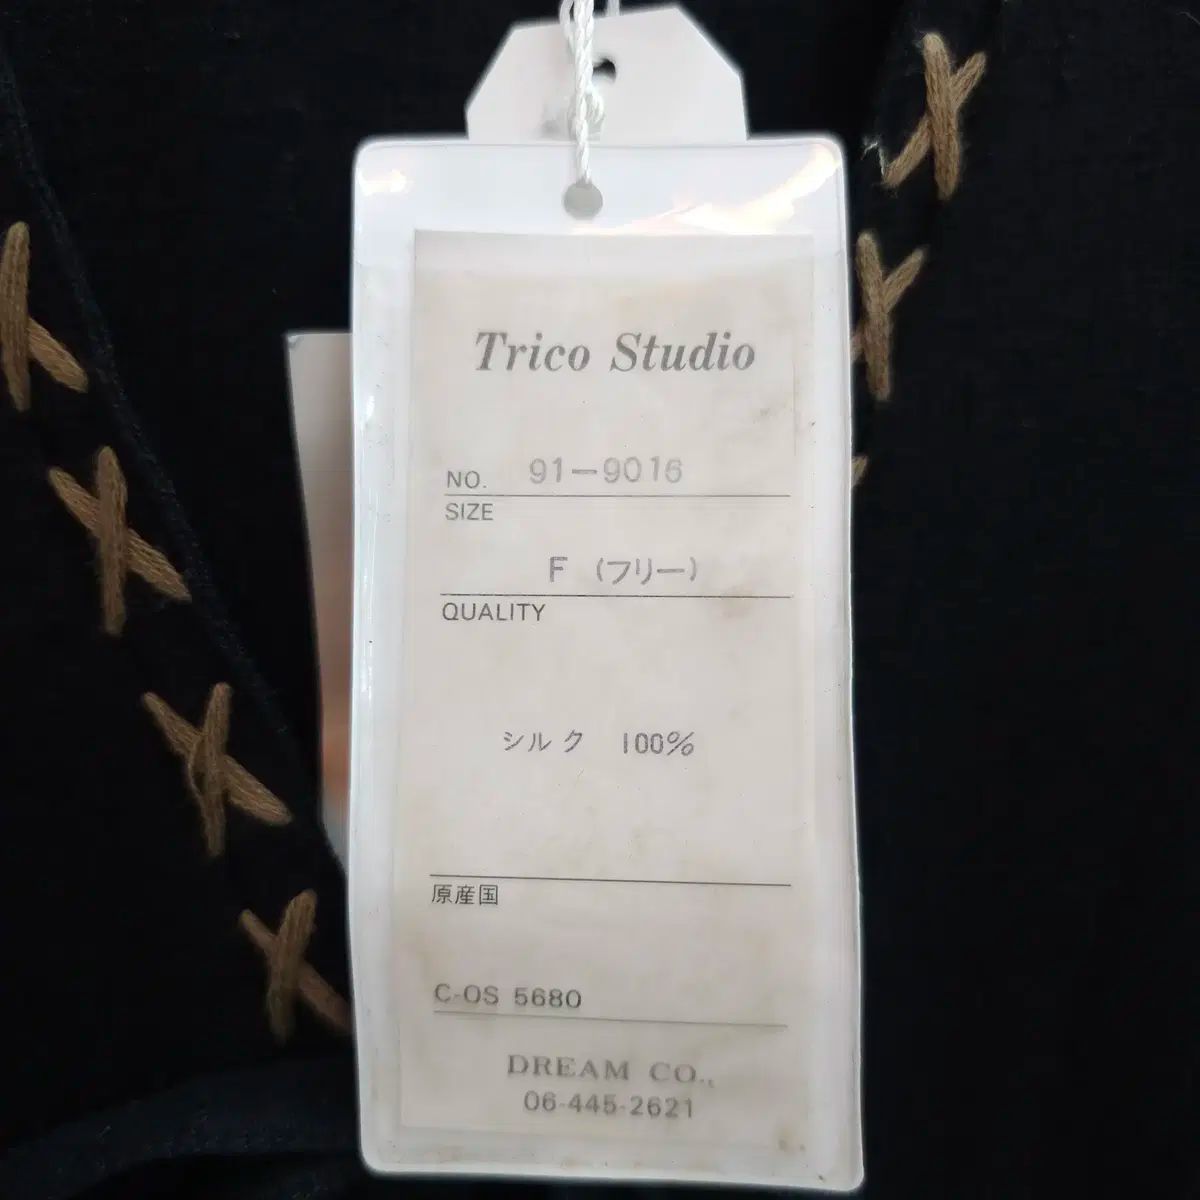 Trico Studio
NO. 91-9016
SIZE
F (フリー)
QUALITY
シルク 100%
原産国
C-OS 5680
DREAM CO.,
06-445-2621